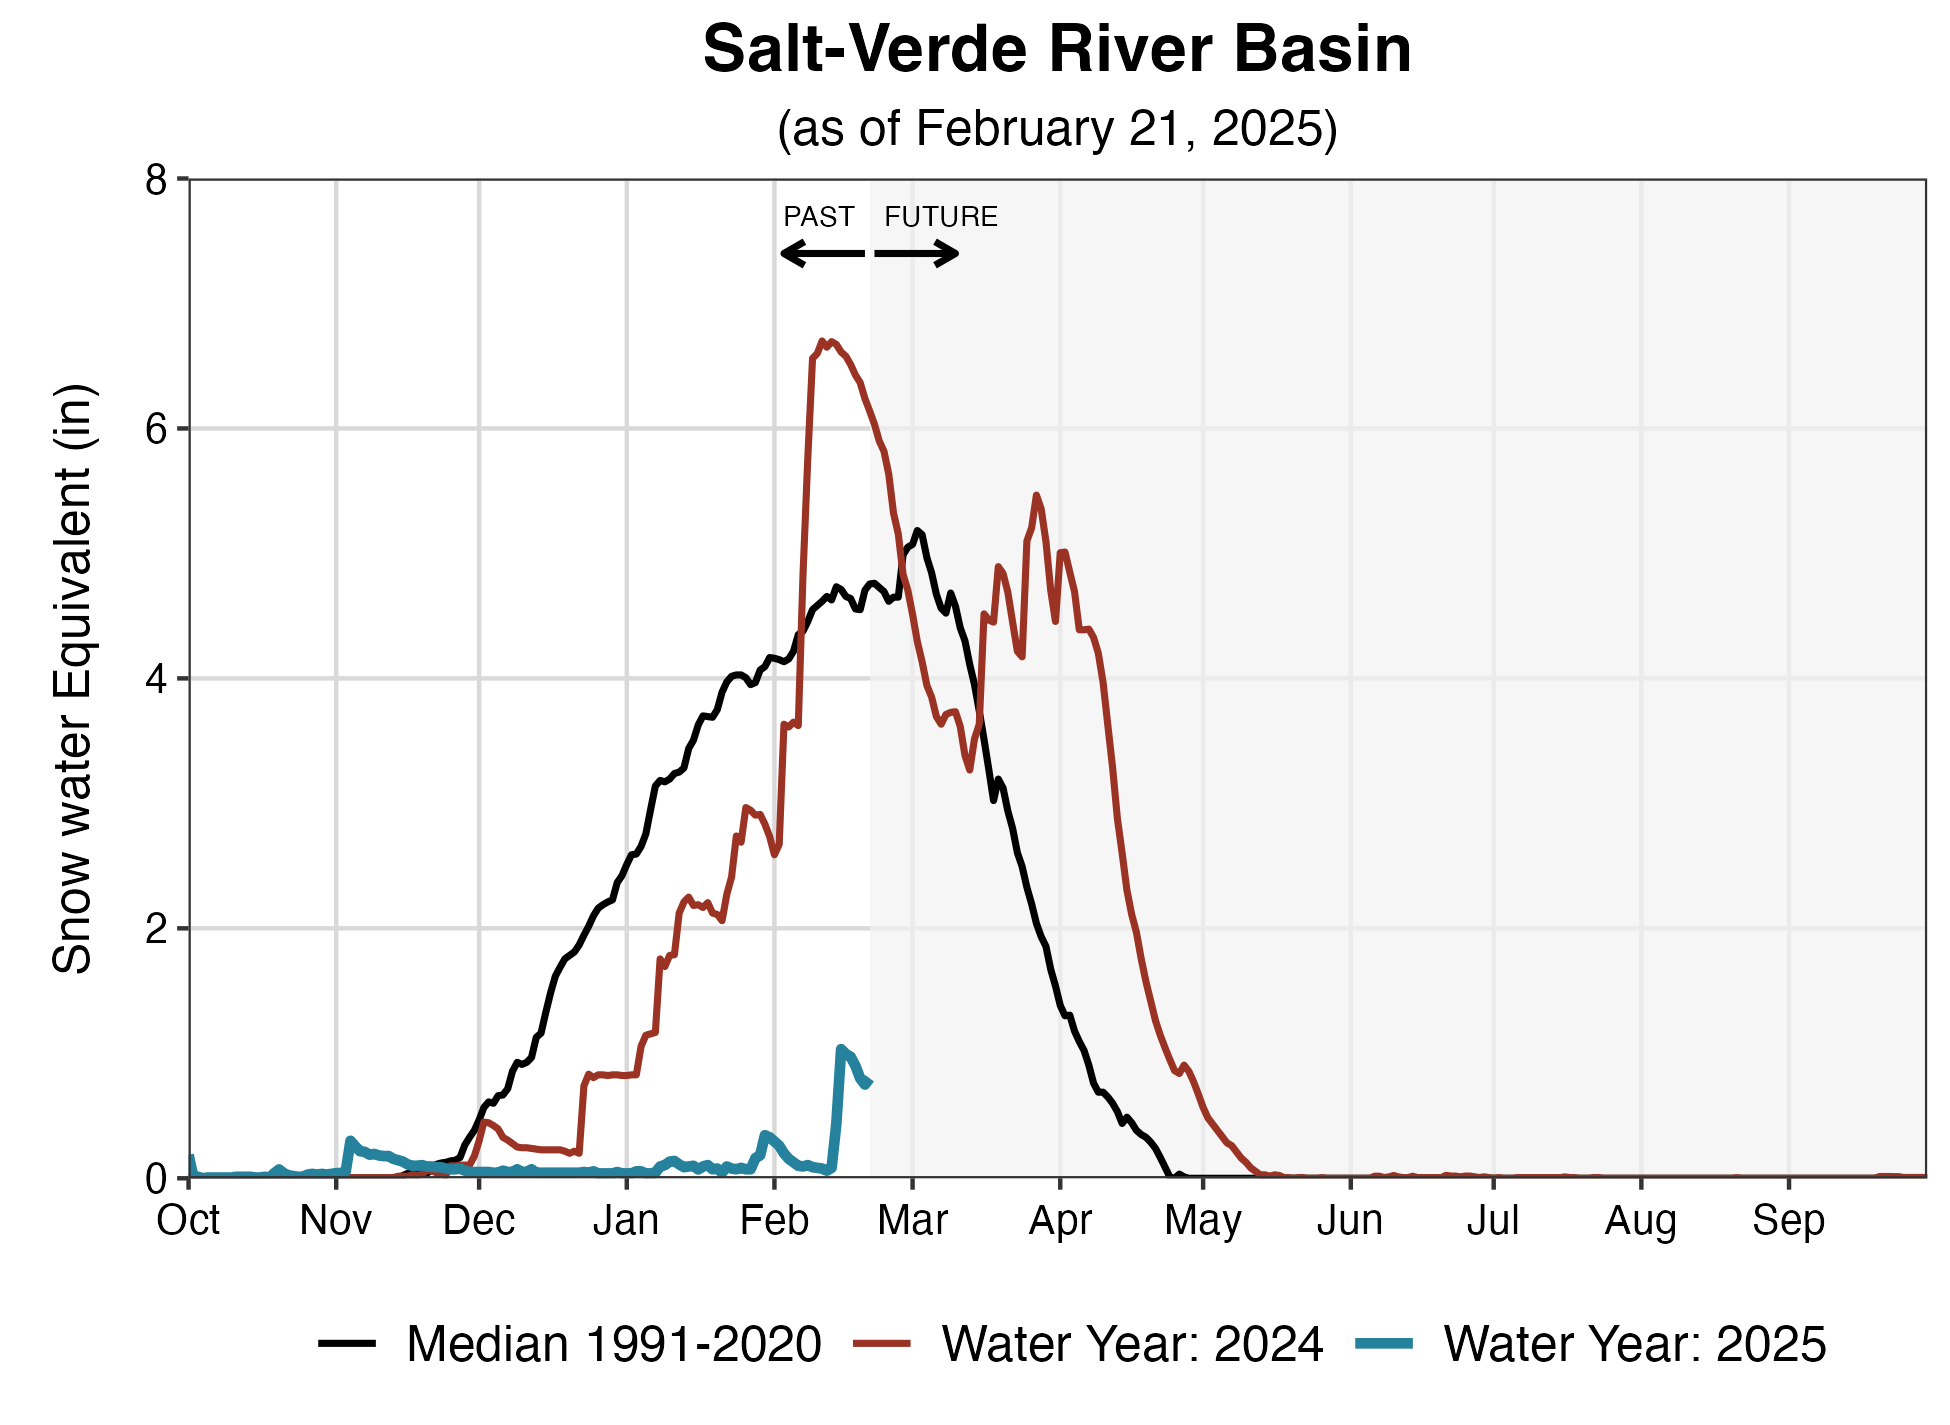 Salt-Verde River Basin
(as of February 21, 2025)
PAST FUTURE
Snow water Equivalent (in)
8
6
4
2
0
Oct Nov Dec Jan Feb Mar Apr May Jun Jul Aug Sep
Median 1991-2020 Water Year: 2024 Water Year: 2025